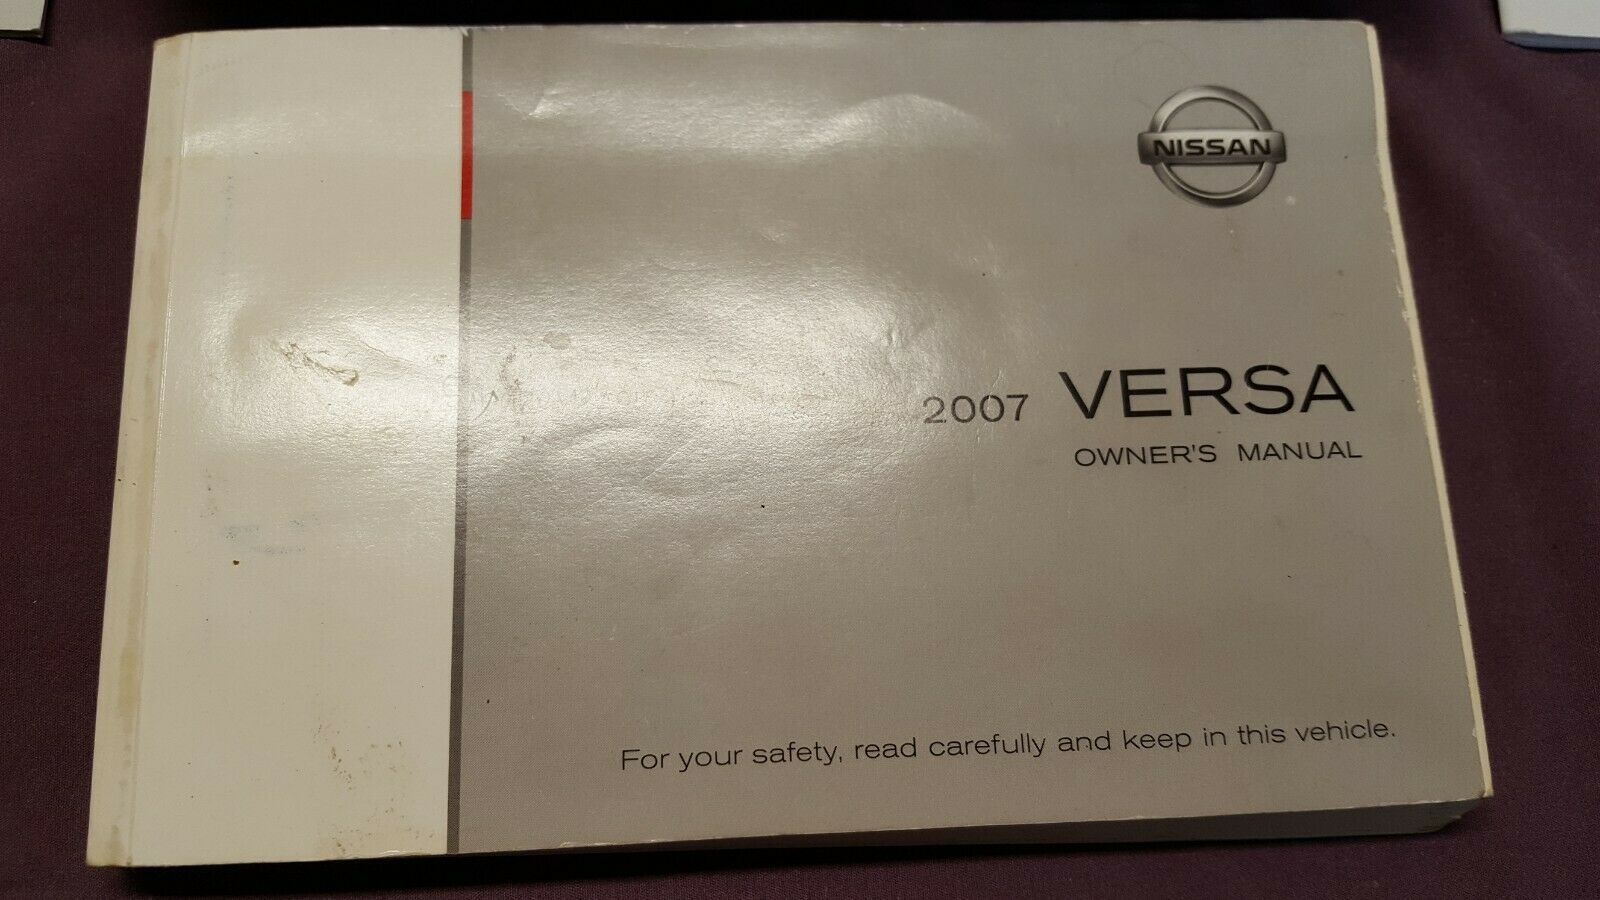 NISSAN
2007 VERSA
OWNER'S MANUAL
For your safety, read carefully and keep in this vehicle.